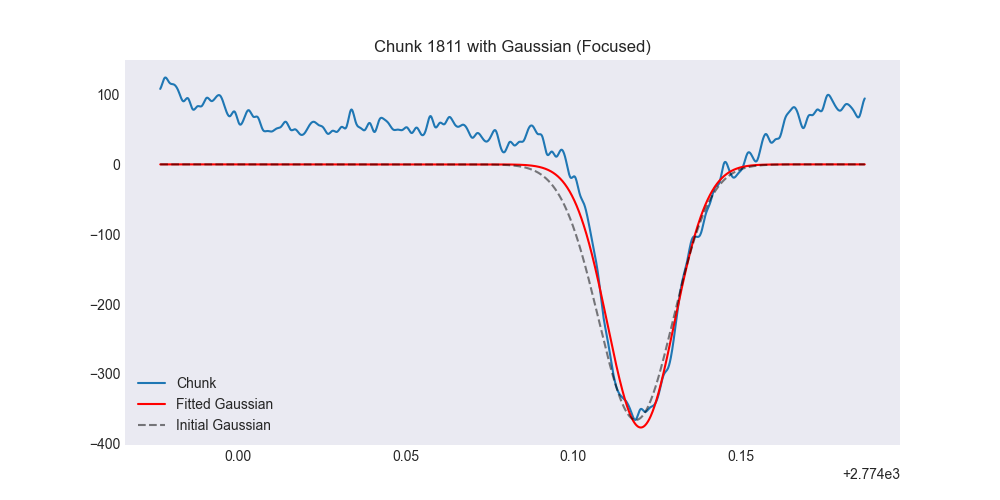 Chunk 1811 with Gaussian (Focused)
100
0
−100
−200
−300
−400
Chunk
Fitted Gaussian
Initial Gaussian
0.00 0.05 0.10 0.15
+2.774e3